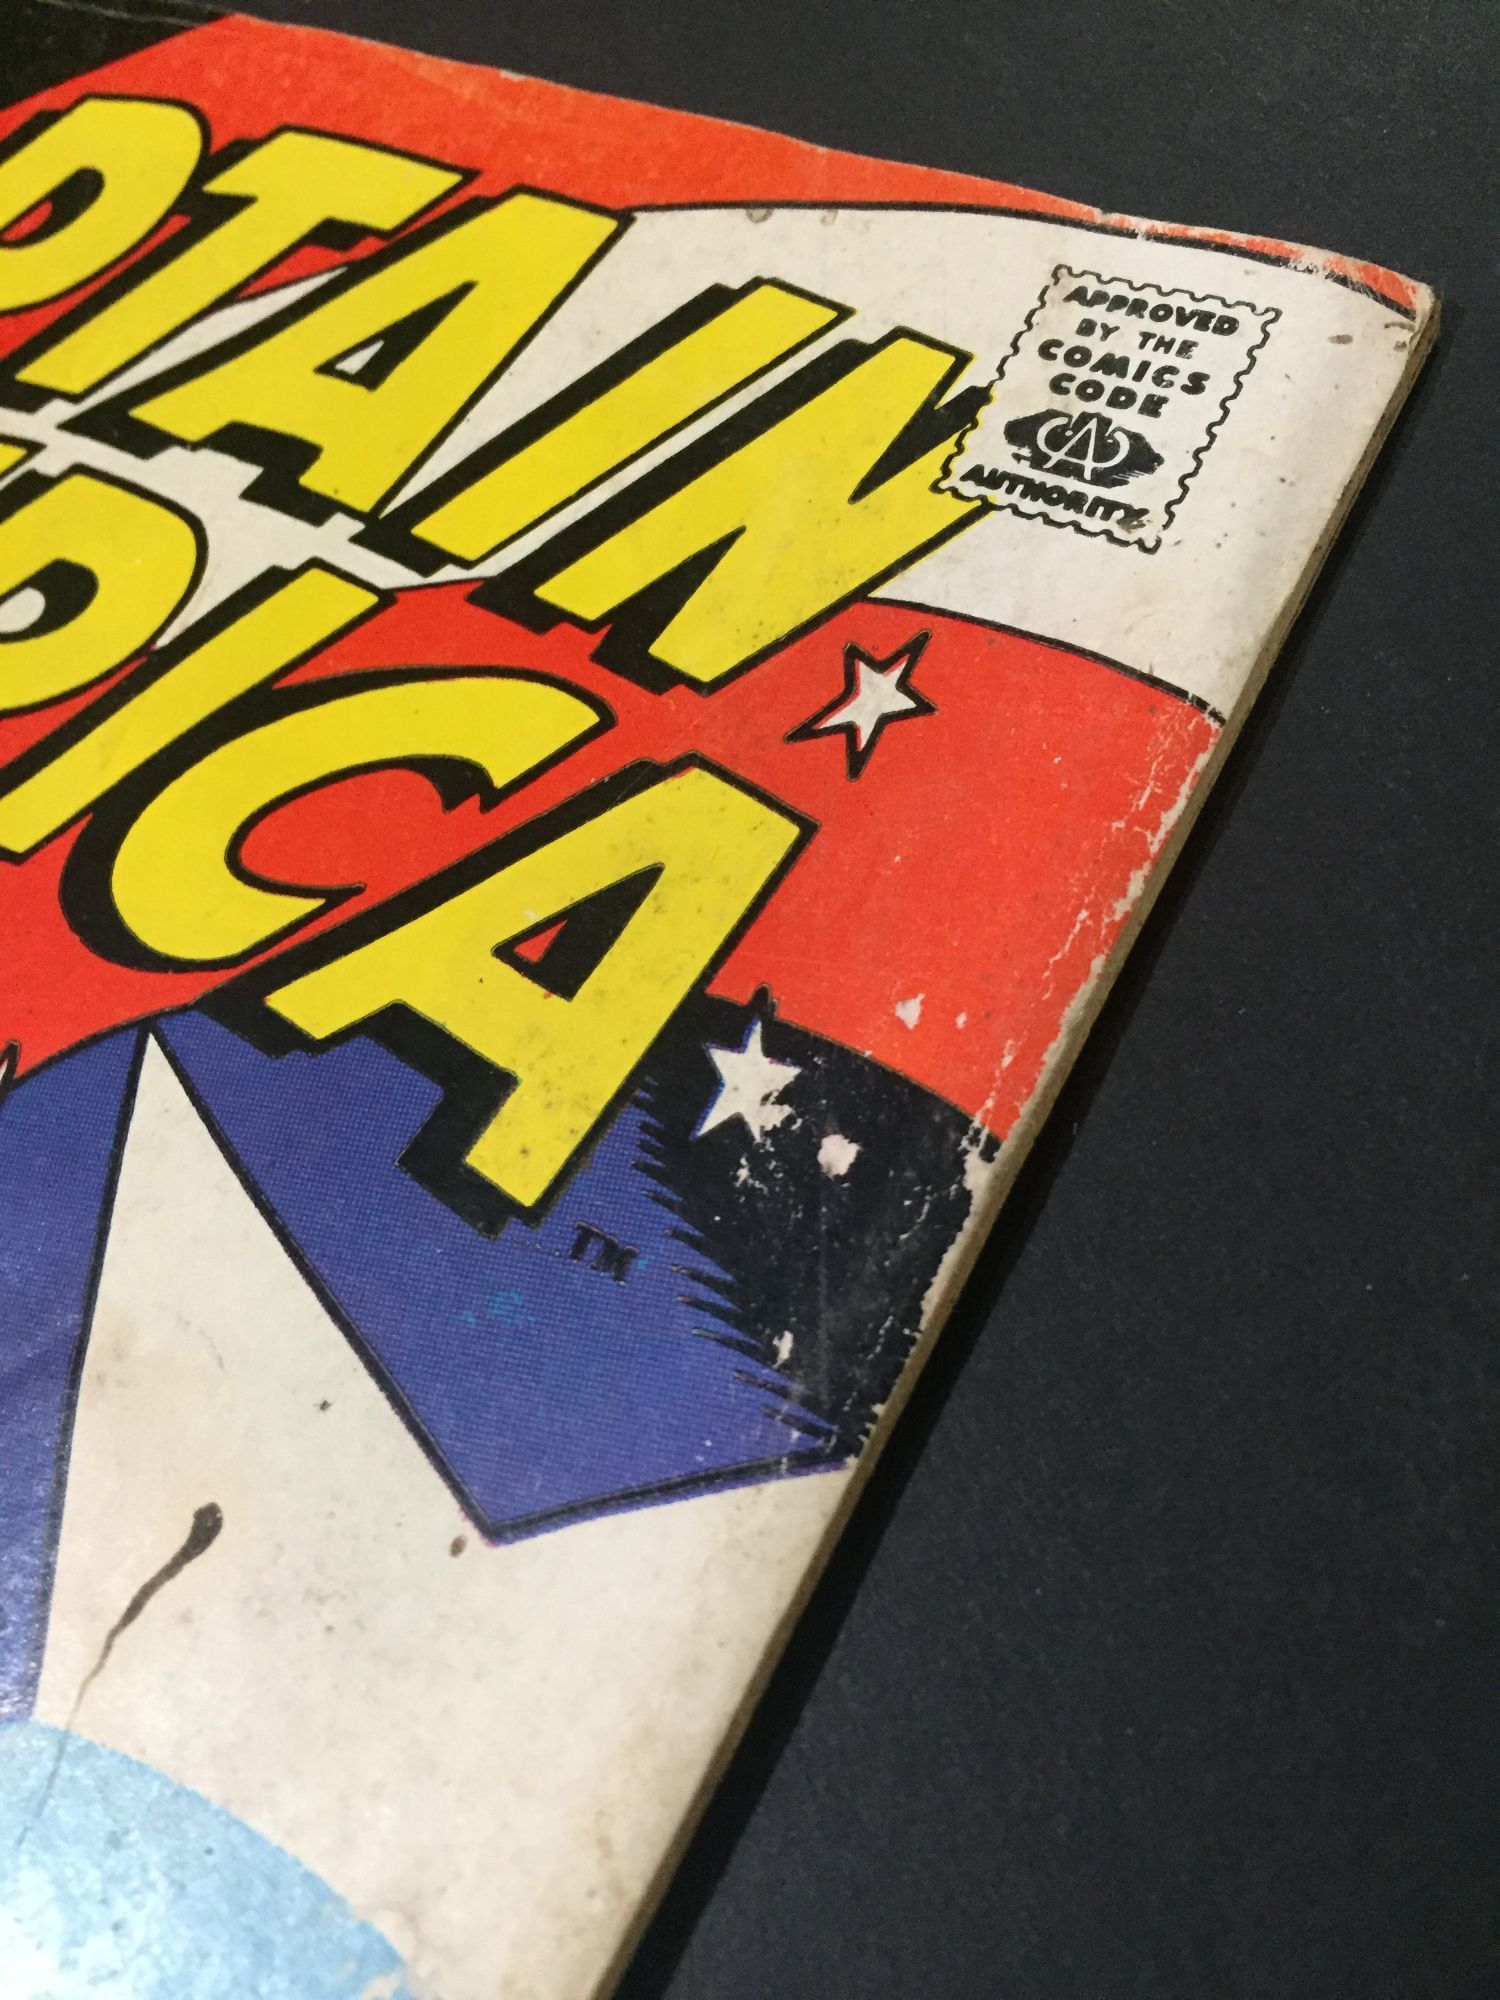 PTAIN
RICA
TM
APPROVED
BY THE
COMICS
CODE
CA
AUTHORITY